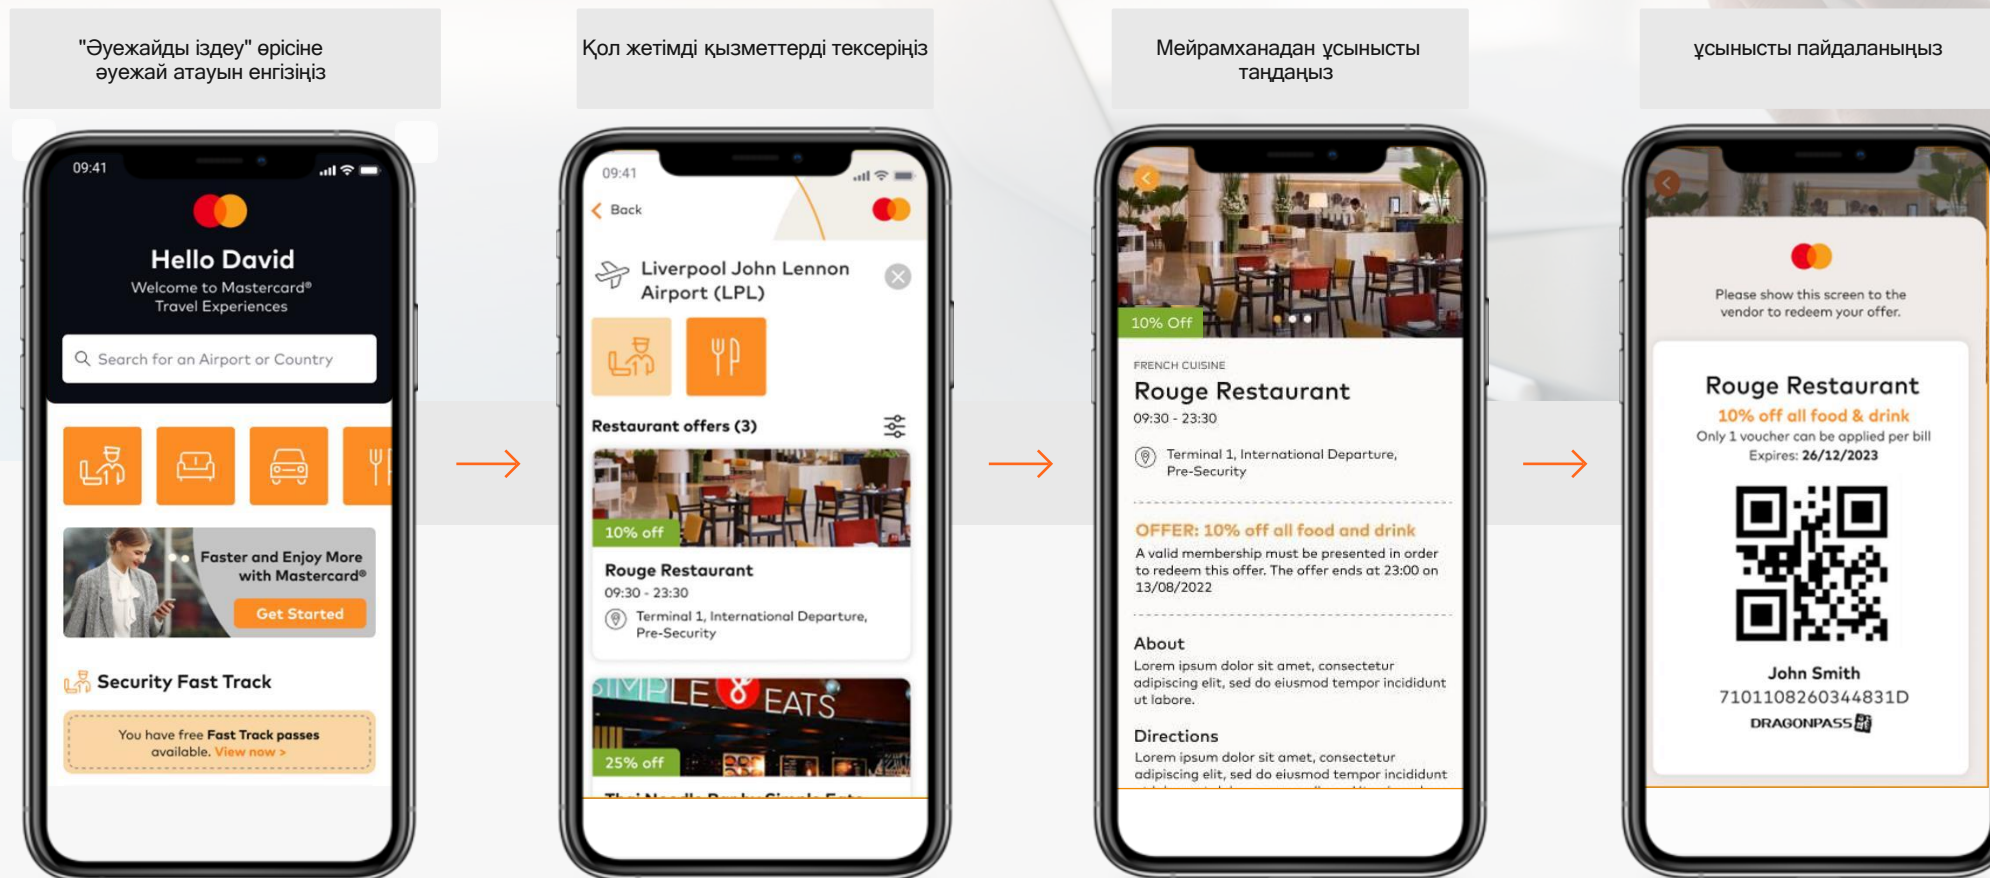 "Әуежайды іздеу" өрісіне
әуежай атауын енгізіңіз
09:41
Hello David
Welcome to Mastercard®
Travel Experiences
Search for an Airport or Country
Faster and Enjoy More
with Mastercard®
Get Started
Security Fast Track
You have free Fast Track passes
available. View now >
Қол жетімді қызметтерді тексеріңіз
09:41
Back
Liverpool John Lennon
Airport (LPL)
Restaurant offers (3)
10% off
Rouge Restaurant
09:30 - 23:30
Terminal 1, International Departure,
Pre-Security
SIMPLE EATS
25% off
Thai Noodle Bar by Simple Eats
Мейрамханадан ұсынысты
таңдаңыз
10% Off
FRENCH CUISINE
Rouge Restaurant
09:30 - 23:30
Terminal 1, International Departure,
Pre-Security
OFFER: 10% off all food and drink
A valid membership must be presented in order
to redeem this offer. The offer ends at 23:00 on
13/08/2022
About
Lorem ipsum dolor sit amet, consectetur
adipiscing elit, sed do eiusmod tempor incididunt
ut labore.
Directions
Lorem ipsum dolor sit amet, consectetur
adipiscing elit, sed do eiusmod tempor incididunt
ұсынысты пайдаланыңыз
Please show this screen to the
vendor to redeem your offer.
Rouge Restaurant
10% off all food & drink
Only 1 voucher can be applied per bill
Expires: 26/12/2023
John Smith
7101108260344831D
DRAGONPASS